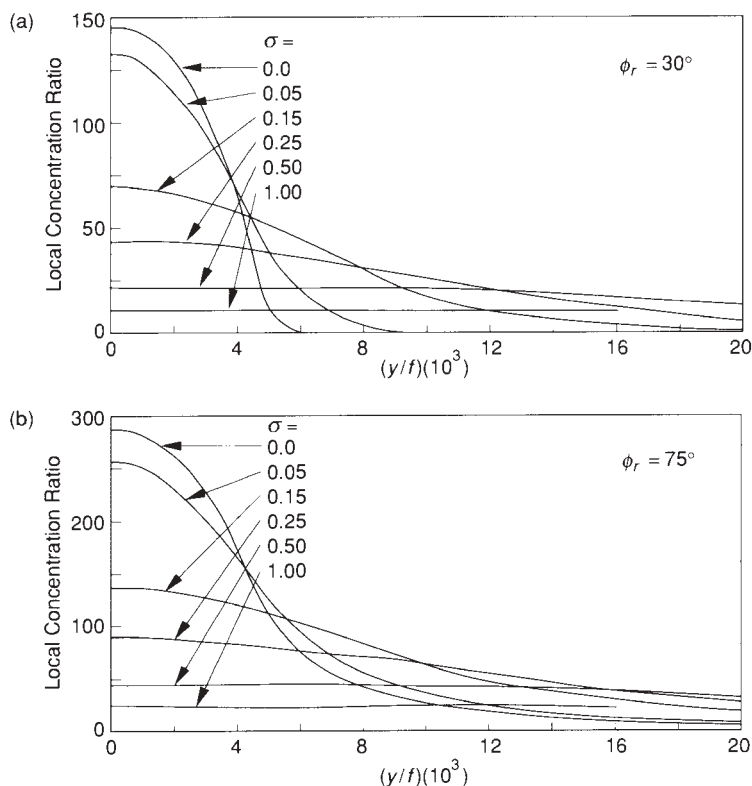 (a)
150
100
50
0
Local Concentration Ratio
σ =
0.0
0.05
0.15
0.25
0.50
1.00
ϕr = 30°
0 4 8 12 16 20
(y/f)(10³)
(b)
300
200
100
0
Local Concentration Ratio
σ =
0.0
0.05
0.15
0.25
0.50
1.00
ϕr = 75°
0 4 8 12 16 20
(y/f)(10³)